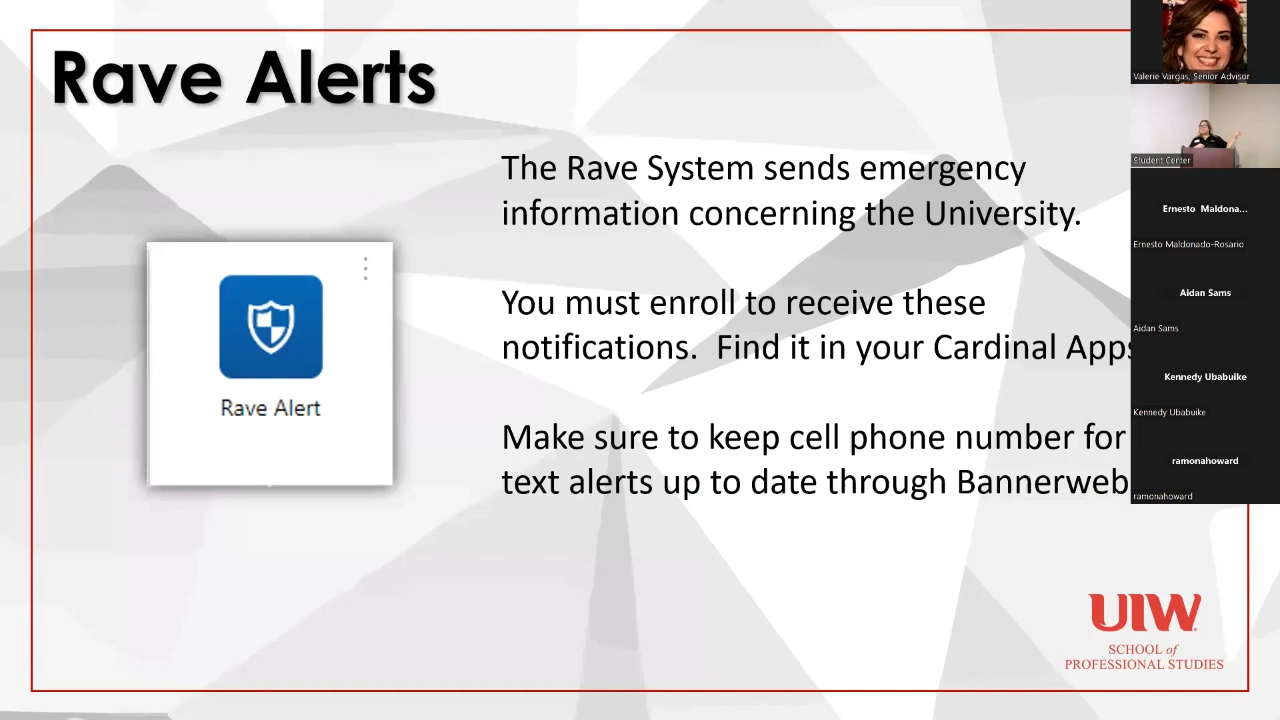 Rave Alerts
The Rave System sends emergency
information concerning the University.
You must enroll to receive these
notifications. Find it in your Cardinal Apps
Make sure to keep cell phone number for
text alerts up to date through Bannerweb
Rave Alert
UIW
SCHOOL of
PROFESSIONAL STUDIES
Valerie Vargas, Senior Advisor
Student Center
Ernesto Maldona...
Ernesto Maldonado-Rosario
Aidan Sams
Aidan Sams
Kennedy Ubabuike
Kennedy Ubabuike
ramonahoward
ramonahoward